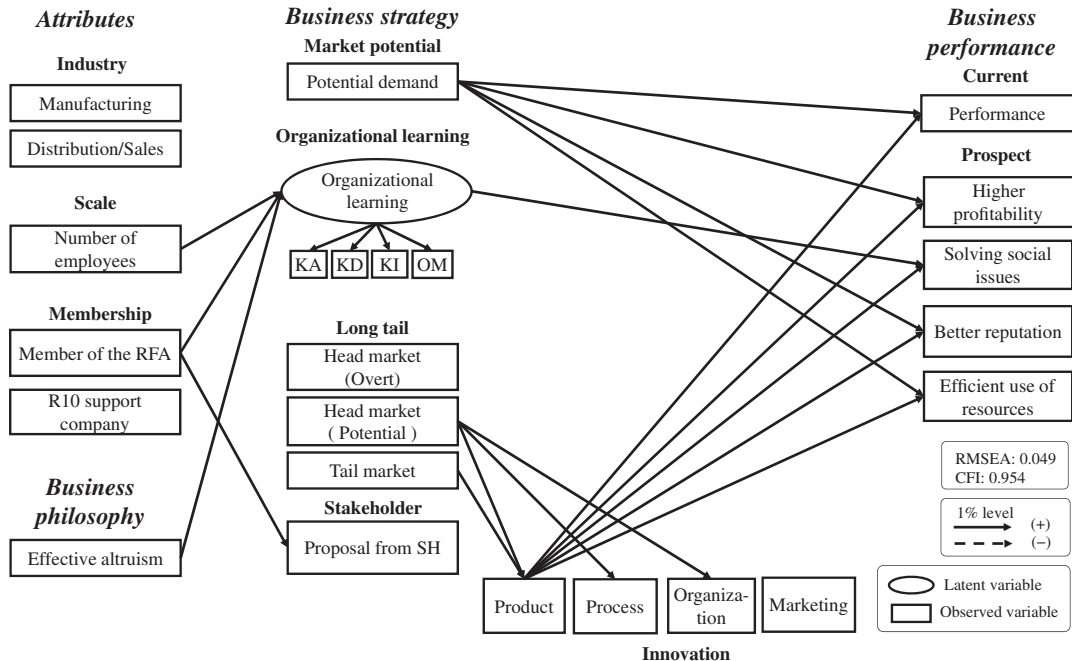 Attributes
Industry
Manufacturing
Distribution/Sales
Scale
Number of
employees
Membership
Member of the RFA
R10 support
company
Business
philosophy
Effective altruism
Business strategy
Market potential
Potential demand
Organizational learning
Organizational
learning
KA KD KI OM
Long tail
Head market
(Overt)
Head market
( Potential )
Tail market
Stakeholder
Proposal from SH
Product Process Organiza-
tion Marketing
Innovation
Business
performance
Current
Performance
Prospect
Higher
profitability
Solving social
issues
Better reputation
Efficient use of
resources
RMSEA: 0.049
CFI: 0.954
1% level
(+)
(−)
Latent variable
Observed variable